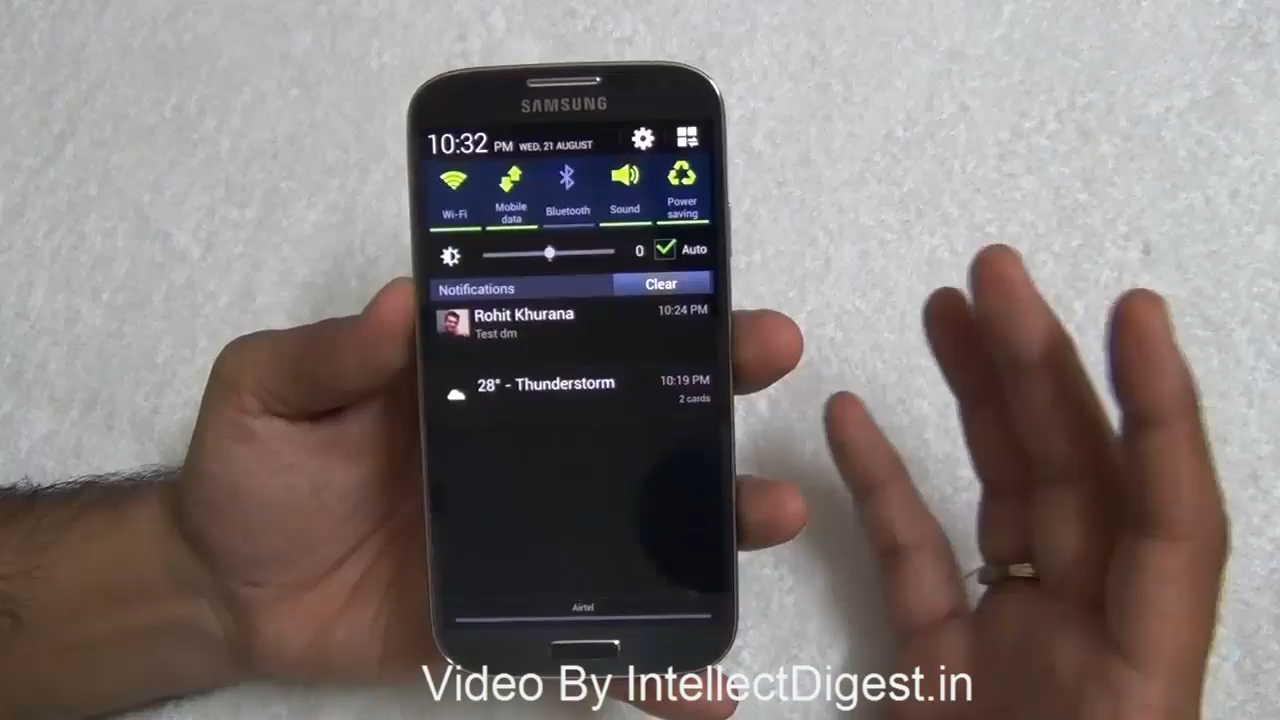 SAMSUNG
10:32 PM WED, 21 AUGUST
Wi-Fi
Mobile data
Bluetooth
Sound
Power saving
0 Auto
Notifications Clear
Rohit Khurana 10:24 PM
Test dm
28° - Thunderstorm 10:19 PM
2 cards
Airtel
Video By IntellectDigest.in